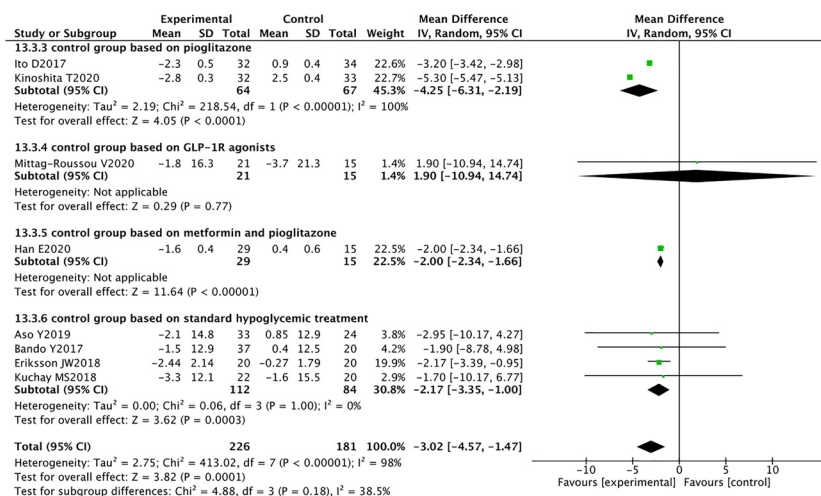 Experimental Control Mean Difference Mean Difference
Study or Subgroup Mean SD Total Mean SD Total Weight IV, Random, 95% CI IV, Random, 95% CI
13.3.3 control group based on pioglitazone
Ito D2017 −2.3 0.5 32 0.9 0.4 34 22.6% −3.20 [−3.42, −2.98]
Kinoshita T2020 −2.8 0.3 32 2.5 0.4 33 22.7% −5.30 [−5.47, −5.13]
Subtotal (95% CI) 64 67 45.3% −4.25 [−6.31, −2.19]
Heterogeneity: Tau² = 2.19; Chi² = 218.54, df = 1 (P < 0.00001); I² = 100%
Test for overall effect: Z = 4.05 (P < 0.0001)
13.3.4 control group based on GLP-1R agonists
Mittag-Roussou V2020 −1.8 16.3 21 −3.7 21.3 15 1.4% 1.90 [−10.94, 14.74]
Subtotal (95% CI) 21 15 1.4% 1.90 [−10.94, 14.74]
Heterogeneity: Not applicable
Test for overall effect: Z = 0.29 (P = 0.77)
13.3.5 control group based on metformin and pioglitazone
Han E2020 −1.6 0.4 29 0.4 0.6 15 22.5% −2.00 [−2.34, −1.66]
Subtotal (95% CI) 29 15 22.5% −2.00 [−2.34, −1.66]
Heterogeneity: Not applicable
Test for overall effect: Z = 11.64 (P < 0.00001)
13.3.6 control group based on standard hypoglycemic treatment
Aso Y2019 −2.1 14.8 33 0.85 12.9 24 3.8% −2.95 [−10.17, 4.27]
Bando Y2017 −1.5 12.9 37 0.4 12.5 20 4.2% −1.90 [−8.78, 4.98]
Eriksson JW2018 −2.44 2.14 20 −0.27 1.79 20 19.9% −2.17 [−3.39, −0.95]
Kuchay MS2018 −3.3 12.1 22 −1.6 15.5 20 2.9% −1.70 [−10.17, 6.77]
Subtotal (95% CI) 112 84 30.8% −2.17 [−3.35, −1.00]
Heterogeneity: Tau² = 0.00; Chi² = 0.06, df = 3 (P = 1.00); I² = 0%
Test for overall effect: Z = 3.62 (P = 0.0003)
Total (95% CI) 226 181 100.0% −3.02 [−4.57, −1.47]
Heterogeneity: Tau² = 2.75; Chi² = 413.02, df = 7 (P < 0.00001); I² = 98%
Test for overall effect: Z = 3.82 (P = 0.0001)
Test for subgroup differences: Chi² = 4.88, df = 3 (P = 0.18), I² = 38.5%
−10 −5 0 5 10
Favours [experimental] Favours [control]